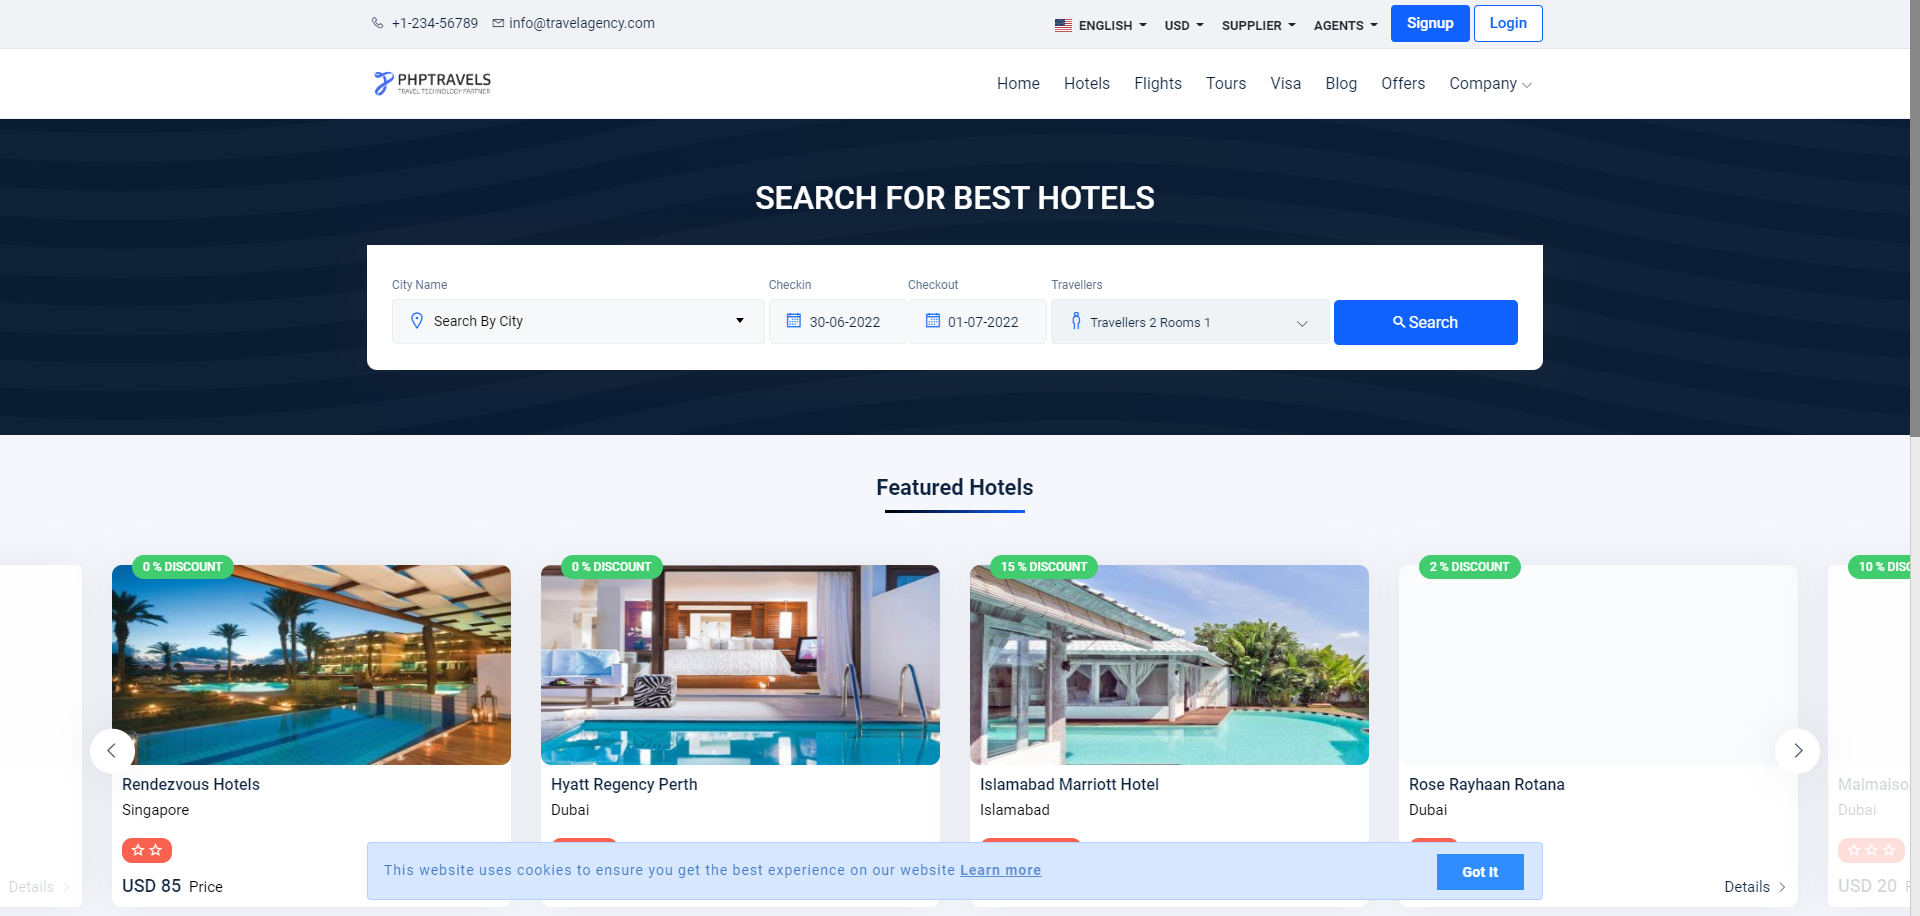 +1-234-56789 info@travelagency.com ENGLISH USD SUPPLIER AGENTS Signup Login
PHPTRAVELS
TRAVEL TECHNOLOGY PARTNER
Home Hotels Flights Tours Visa Blog Offers Company
SEARCH FOR BEST HOTELS
City Name Checkin Checkout Travellers
Search By City 30-06-2022 01-07-2022 Travellers 2 Rooms 1 Search
Featured Hotels
0 % DISCOUNT 0 % DISCOUNT 15 % DISCOUNT 2 % DISCOUNT 10 % DISC
Rendezvous Hotels Hyatt Regency Perth Islamabad Marriott Hotel Rose Rayhaan Rotana Malmaiso
Singapore Dubai Islamabad Dubai Dubai
This website uses cookies to ensure you get the best experience on our website Learn more Got It
Details USD 85 Price Details USD 20